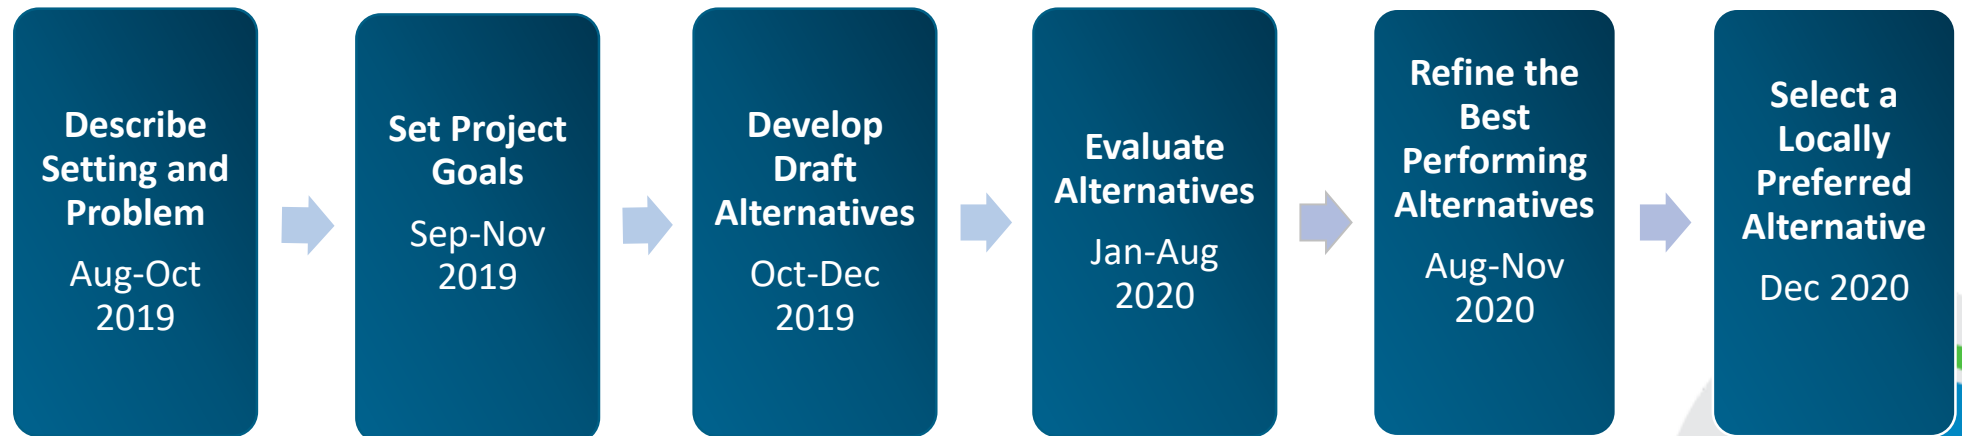 Describe
Setting and
Problem
Aug-Oct
2019
Set Project
Goals
Sep-Nov
2019
Develop
Draft
Alternatives
Oct-Dec
2019
Evaluate
Alternatives
Jan-Aug
2020
Refine the
Best
Performing
Alternatives
Aug-Nov
2020
Select a
Locally
Preferred
Alternative
Dec 2020